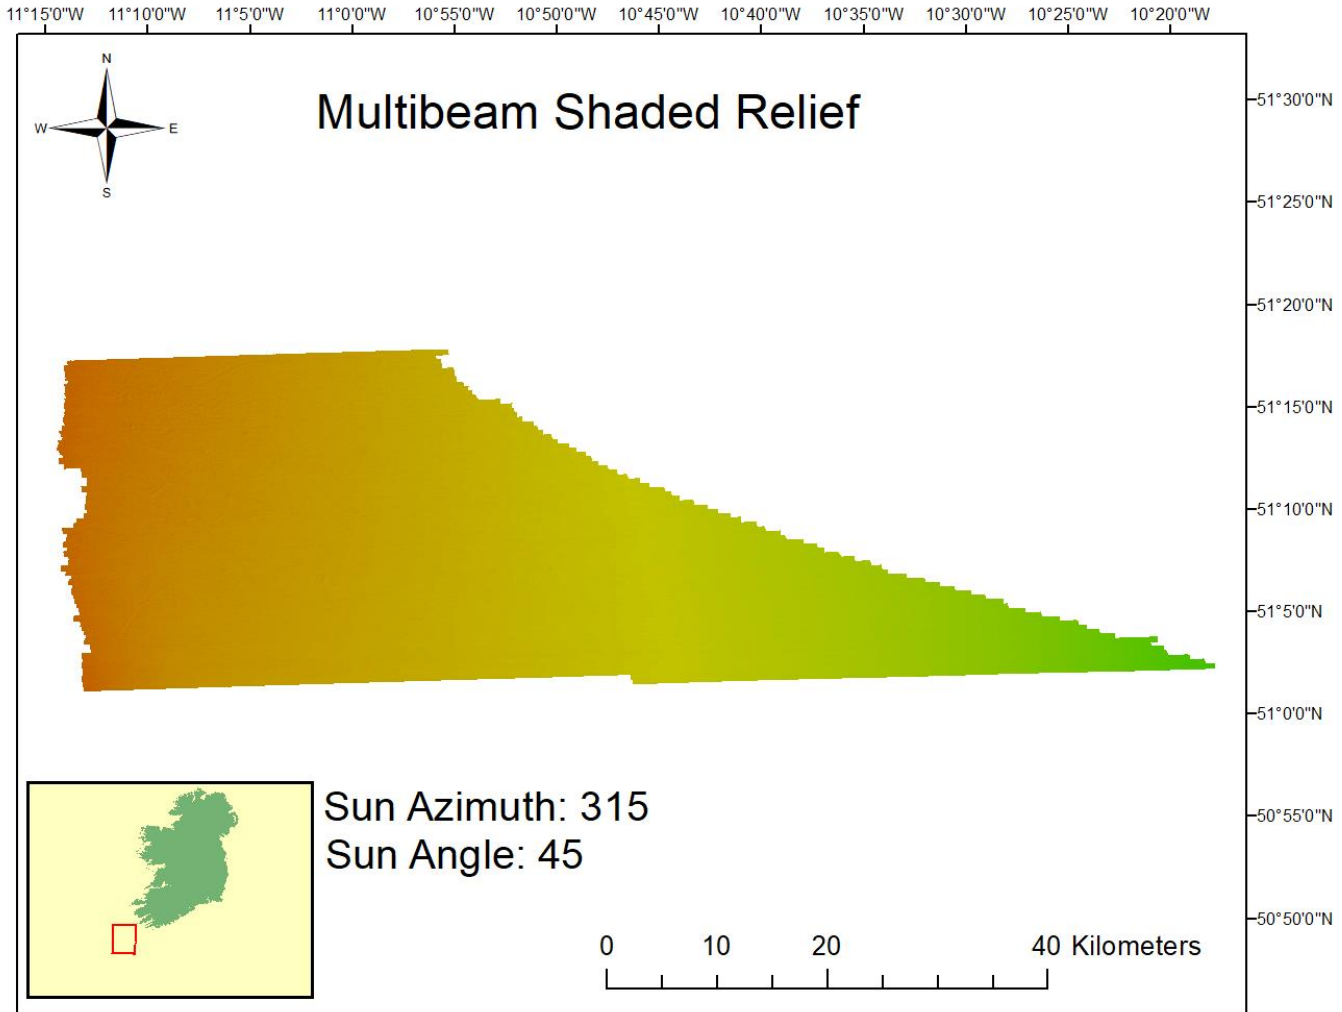 11°15'0"W 11°10'0"W 11°5'0"W 11°0'0"W 10°55'0"W 10°50'0"W 10°45'0"W 10°40'0"W 10°35'0"W 10°30'0"W 10°25'0"W 10°20'0"W
N
W E
S
Multibeam Shaded Relief
51°30'0"N
51°25'0"N
51°20'0"N
51°15'0"N
51°10'0"N
51°5'0"N
51°0'0"N
50°55'0"N
50°50'0"N
Sun Azimuth: 315
Sun Angle: 45
0 10 20 40 Kilometers